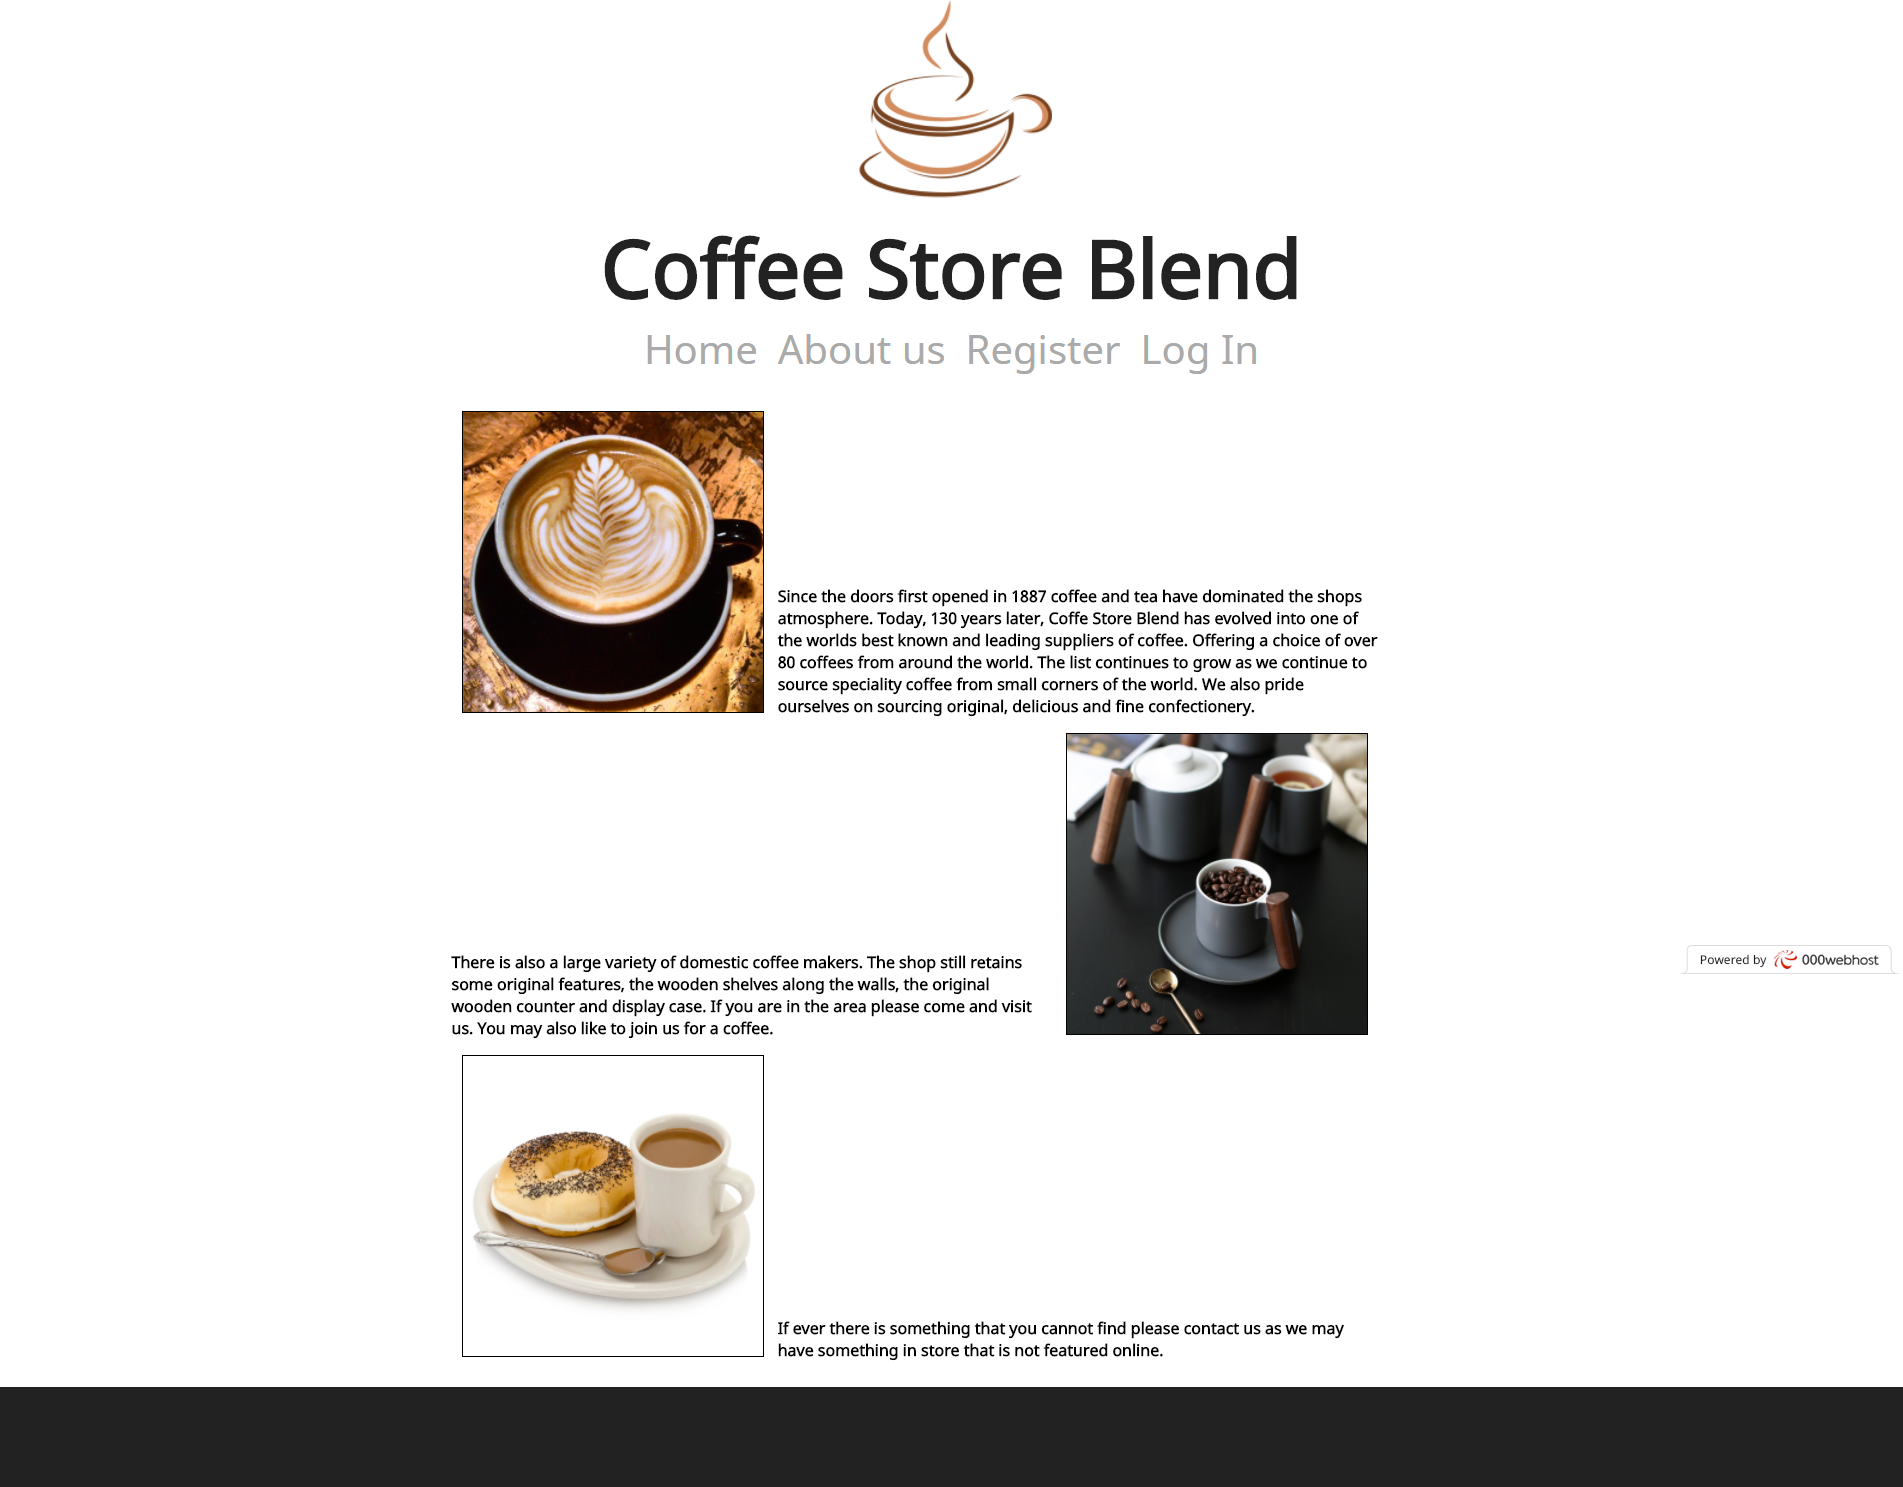 Coffee Store Blend
Home About us Register Log In
Since the doors first opened in 1887 coffee and tea have dominated the shops
atmosphere. Today, 130 years later, Coffe Store Blend has evolved into one of
the worlds best known and leading suppliers of coffee. Offering a choice of over
80 coffees from around the world. The list continues to grow as we continue to
source speciality coffee from small corners of the world. We also pride
ourselves on sourcing original, delicious and fine confectionery.
There is also a large variety of domestic coffee makers. The shop still retains
some original features, the wooden shelves along the walls, the original
wooden counter and display case. If you are in the area please come and visit
us. You may also like to join us for a coffee.
Powered by 000webhost
If ever there is something that you cannot find please contact us as we may
have something in store that is not featured online.